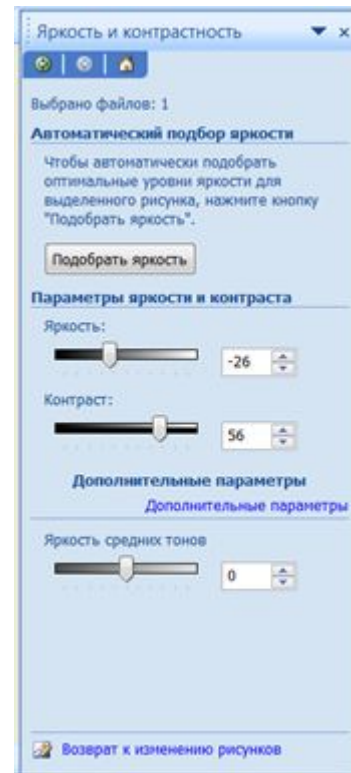 Яркость и контрастность
Выбрано файлов: 1
Автоматический подбор яркости
Чтобы автоматически подобрать
оптимальные уровни яркости для
выделенного рисунка, нажмите кнопку
"Подобрать яркость".
Подобрать яркость
Параметры яркости и контраста
Яркость:
-26
Контраст:
56
Дополнительные параметры
Дополнительные параметры
Яркость средних тонов
0
Возврат к изменению рисунков